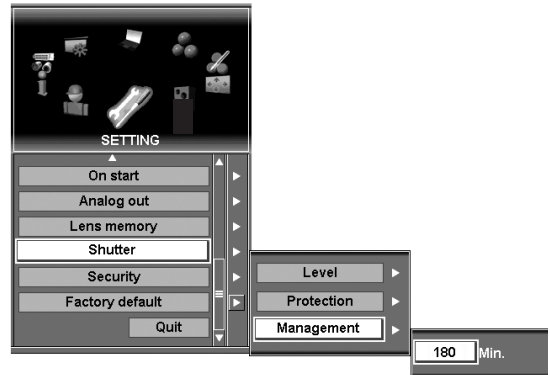 SETTING
On start
Analog out
Lens memory
Shutter
Security
Factory default
Quit
Level
Protection
Management
180 Min.